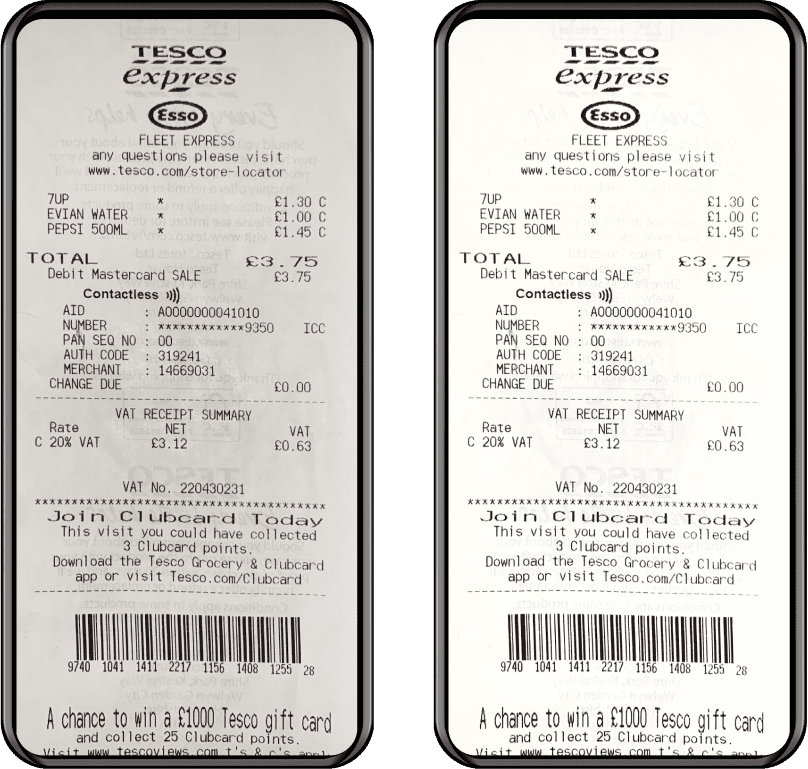 TESCO
express
Esso
FLEET EXPRESS
any questions please visit
www.tesco.com/store-locator
7UP * £1.30 C
EVIAN WATER * £1.00 C
PEPSI 500ML * £1.45 C
TOTAL £3.75
Debit Mastercard SALE £3.75
Contactless
AID : A0000000041010
NUMBER : ************9350 ICC
PAN SEQ NO : 00
AUTH CODE : 319241
MERCHANT : 14669031
CHANGE DUE £0.00
VAT RECEIPT SUMMARY
Rate NET VAT
C 20% VAT £3.12 £0.63
VAT No. 220430231
****************************************
Join Clubcard Today
This visit you could have collected
3 Clubcard points.
Download the Tesco Grocery & Clubcard
app or visit Tesco.com/Clubcard
9740 1041 1411 2217 1156 1408 1255 28
A chance to win a £1000 Tesco gift card
and collect 25 Clubcard points.
Visit www.tescoviews.com t's & c's appl
TESCO
express
Esso
FLEET EXPRESS
any questions please visit
www.tesco.com/store-locator
7UP * £1.30 C
EVIAN WATER * £1.00 C
PEPSI 500ML * £1.45 C
TOTAL £3.75
Debit Mastercard SALE £3.75
Contactless
AID : A0000000041010
NUMBER : ************9350 ICC
PAN SEQ NO : 00
AUTH CODE : 319241
MERCHANT : 14669031
CHANGE DUE £0.00
VAT RECEIPT SUMMARY
Rate NET VAT
C 20% VAT £3.12 £0.63
VAT No. 220430231
****************************************
Join Clubcard Today
This visit you could have collected
3 Clubcard points.
Download the Tesco Grocery & Clubcard
app or visit Tesco.com/Clubcard
9740 1041 1411 2217 1156 1408 1255 28
A chance to win a £1000 Tesco gift card
and collect 25 Clubcard points.
Visit www.tescoviews.com t's & c's appl